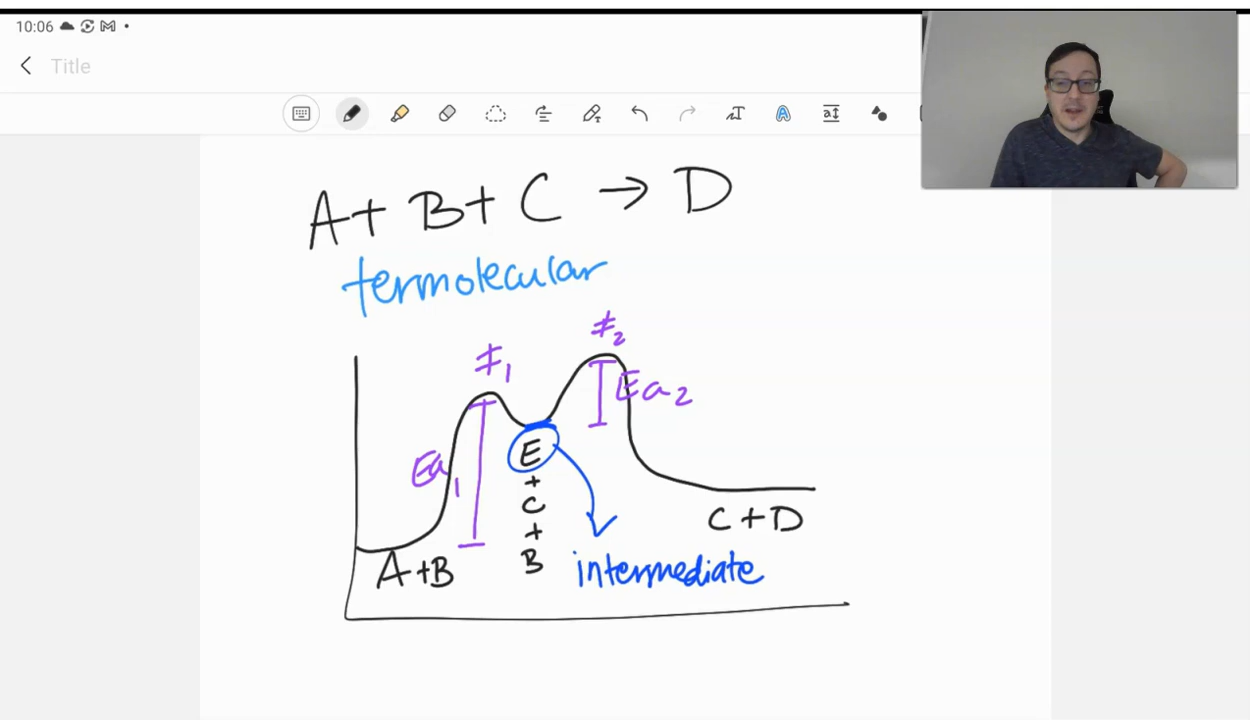 10:06
Title
A+ B+ C → D
termolecular
‡1
‡2
Ea1
Ea2
E
+
C
+
B
A+B
C+D
intermediate